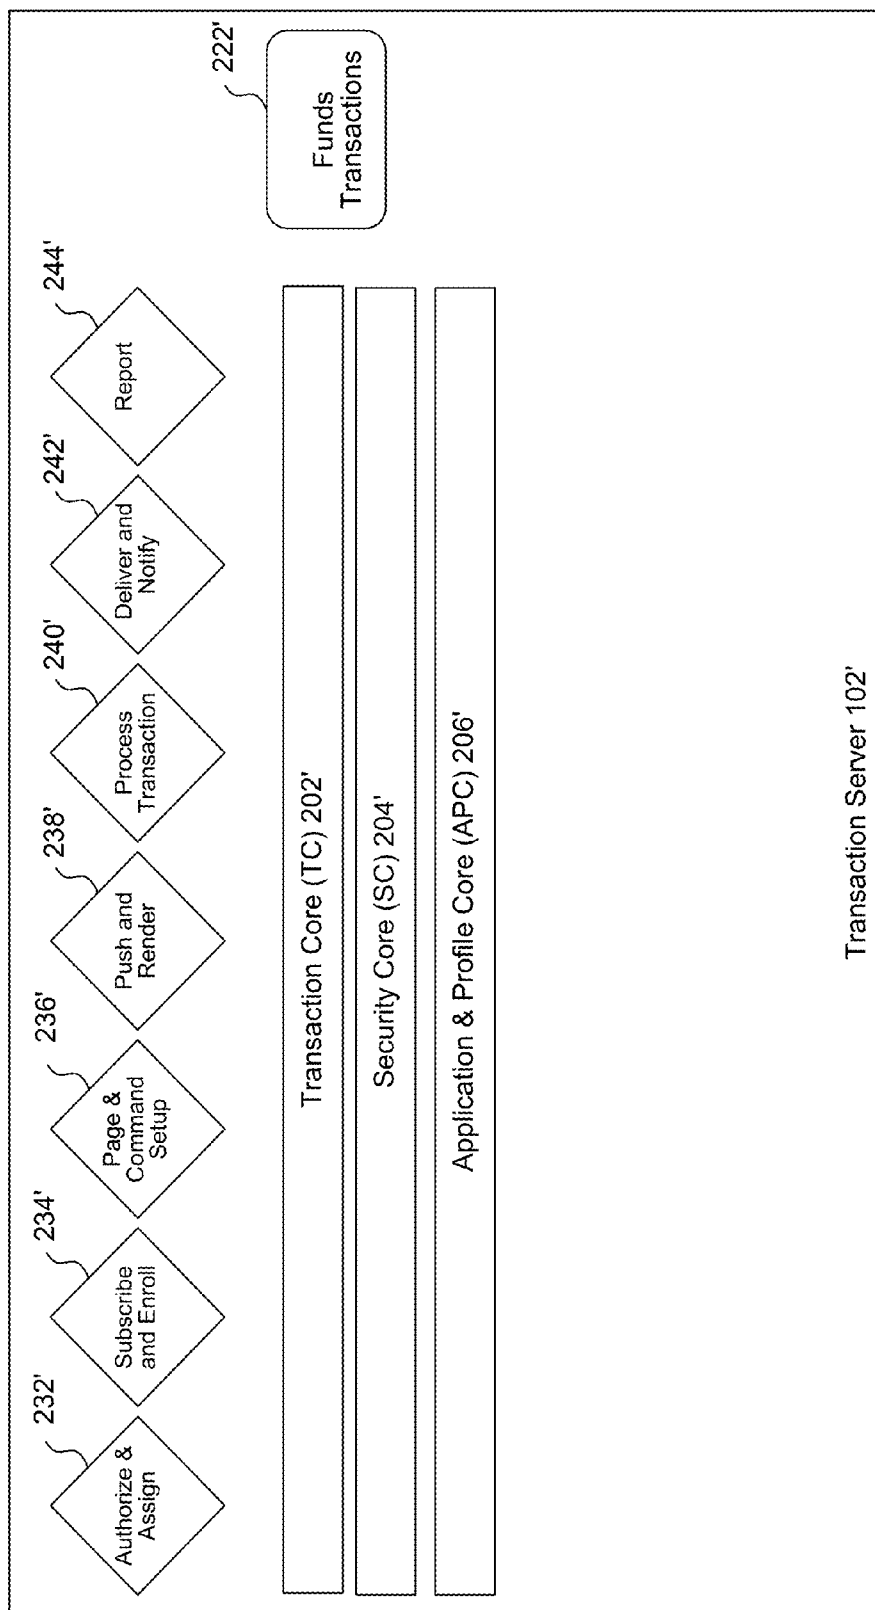 232'
234'
236'
238'
240'
242'
244'
222'
Authorize &
Assign
Subscribe
and Enroll
Page &
Command
Setup
Push and
Render
Process
Transaction
Deliver and
Notify
Report
Funds
Transactions
Transaction Core (TC) 202'
Security Core (SC) 204'
Application & Profile Core (APC) 206'
Transaction Server 102'